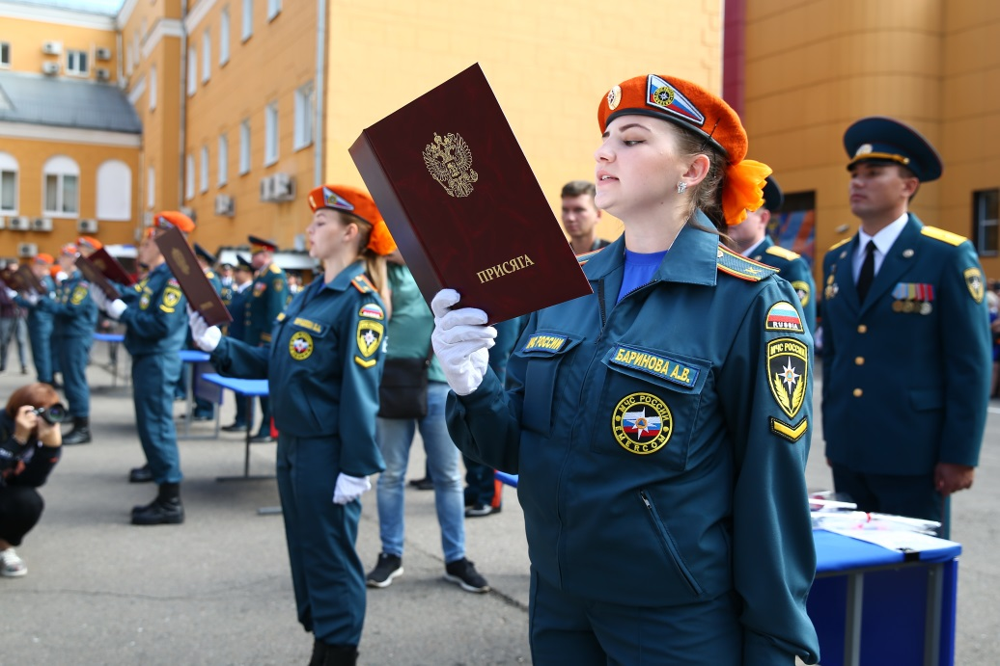 ПРИСЯГА
МЧС РОССИИ
БАРИНОВА А.В.
МЧС РОССИИ
EMERCOM
RUSSIA
МЧС РОССИИ